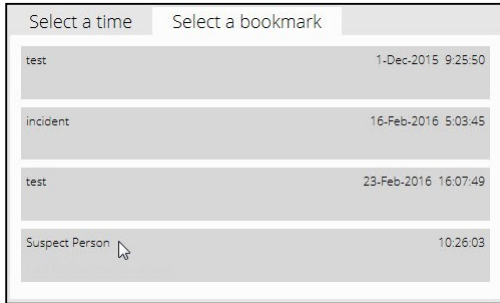 Select a time Select a bookmark
test 1-Dec-2015 9:25:50
incident 16-Feb-2016 5:03:45
test 23-Feb-2016 16:07:49
Suspect Person 10:26:03